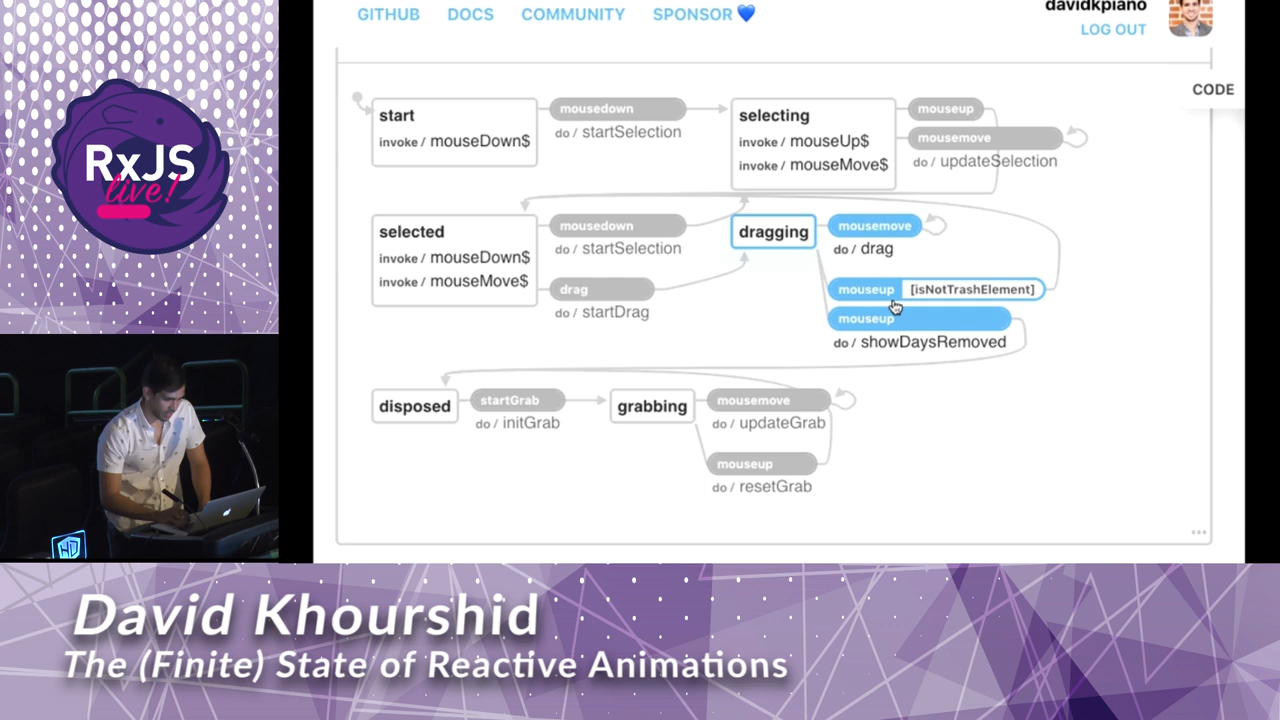 GITHUB DOCS COMMUNITY SPONSOR 💙
davidkpiano
LOG OUT
CODE
RxJS
live!
start
invoke / mouseDown$
mousedown
do / startSelection
selecting
invoke / mouseUp$
invoke / mouseMove$
mouseup
mousemove
do / updateSelection
selected
invoke / mouseDown$
invoke / mouseMove$
mousedown
do / startSelection
drag
do / startDrag
dragging
mousemove
do / drag
mouseup [isNotTrashElement]
mouseup
do / showDaysRemoved
disposed
startGrab
do / initGrab
grabbing
mousemove
do / updateGrab
mouseup
do / resetGrab
...
David Khourshid
The (Finite) State of Reactive Animations